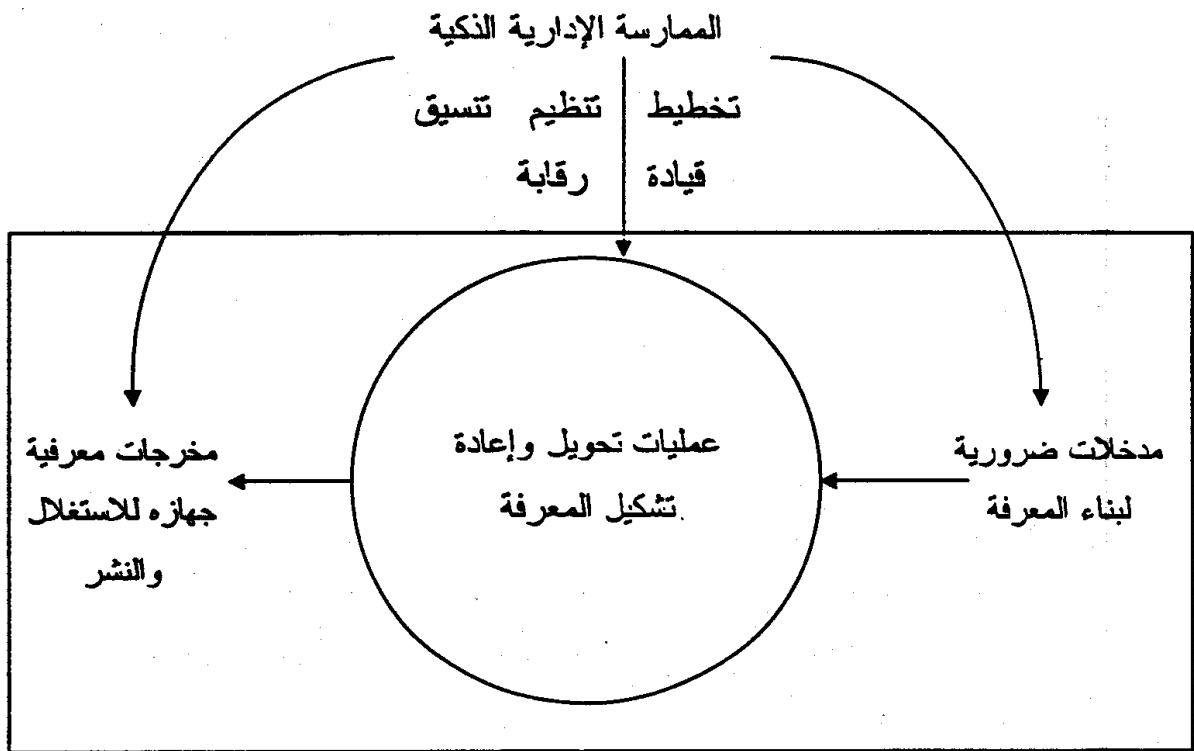 الممارسة الإدارية الذكية
تخطيط تنظيم تنسيق
قيادة رقابة
مدخلات ضرورية
لبناء المعرفة
عمليات تحويل وإعادة
تشكيل المعرفة.
مخرجات معرفية
جهازه للاستغلال
والنشر